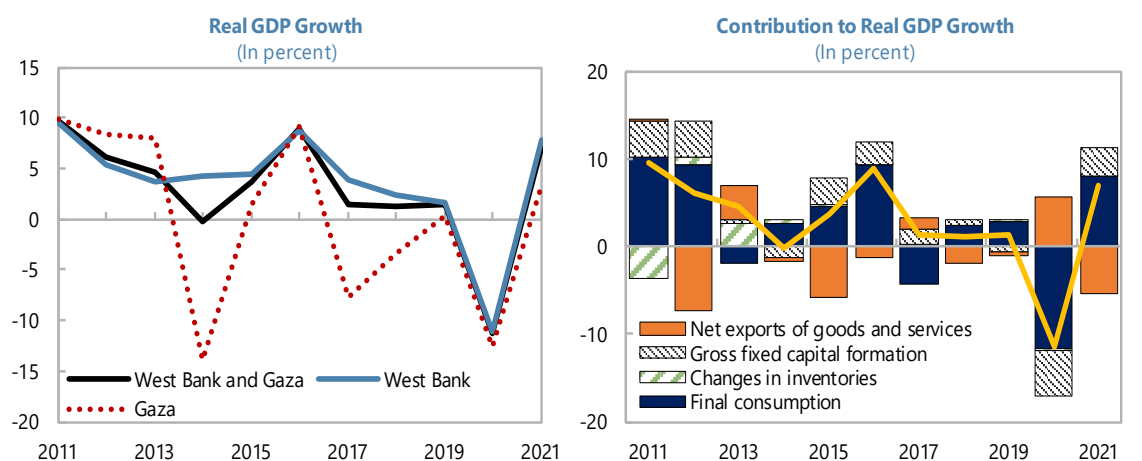 Real GDP Growth
(In percent)
15
10
5
0
-5
-10
-15
-20
West Bank and Gaza
West Bank
Gaza
2011 2013 2015 2017 2019 2021
Contribution to Real GDP Growth
(In percent)
20
10
0
-10
-20
Net exports of goods and services
Gross fixed capital formation
Changes in inventories
Final consumption
2011 2013 2015 2017 2019 2021